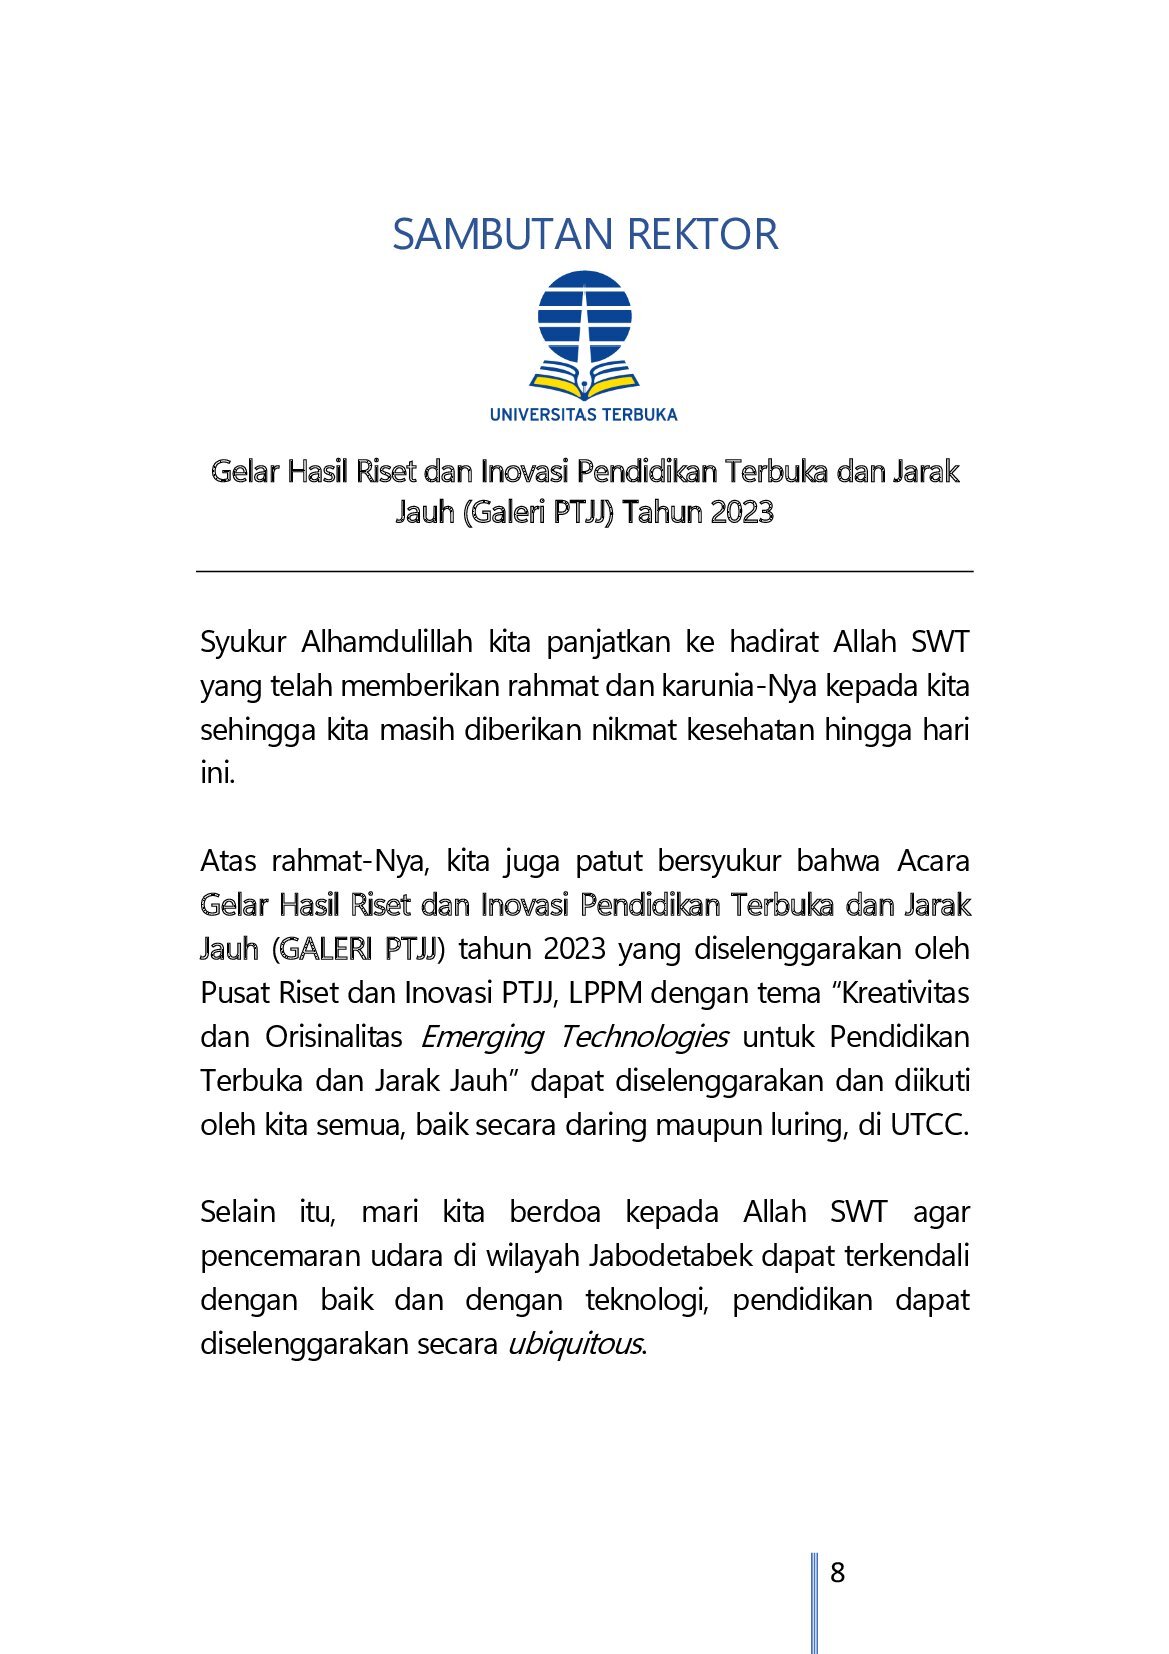 SAMBUTAN REKTOR
UNIVERSITAS TERBUKA
Gelar Hasil Riset dan Inovasi Pendidikan Terbuka dan Jarak
Jauh (Galeri PTJJ) Tahun 2023
Syukur Alhamdulillah kita panjatkan ke hadirat Allah SWT
yang telah memberikan rahmat dan karunia-Nya kepada kita
sehingga kita masih diberikan nikmat kesehatan hingga hari
ini.
Atas rahmat-Nya, kita juga patut bersyukur bahwa Acara
Gelar Hasil Riset dan Inovasi Pendidikan Terbuka dan Jarak
Jauh (GALERI PTJJ) tahun 2023 yang diselenggarakan oleh
Pusat Riset dan Inovasi PTJJ, LPPM dengan tema “Kreativitas
dan Orisinalitas Emerging Technologies untuk Pendidikan
Terbuka dan Jarak Jauh” dapat diselenggarakan dan diikuti
oleh kita semua, baik secara daring maupun luring, di UTCC.
Selain itu, mari kita berdoa kepada Allah SWT agar
pencemaran udara di wilayah Jabodetabek dapat terkendali
dengan baik dan dengan teknologi, pendidikan dapat
diselenggarakan secara ubiquitous.
8